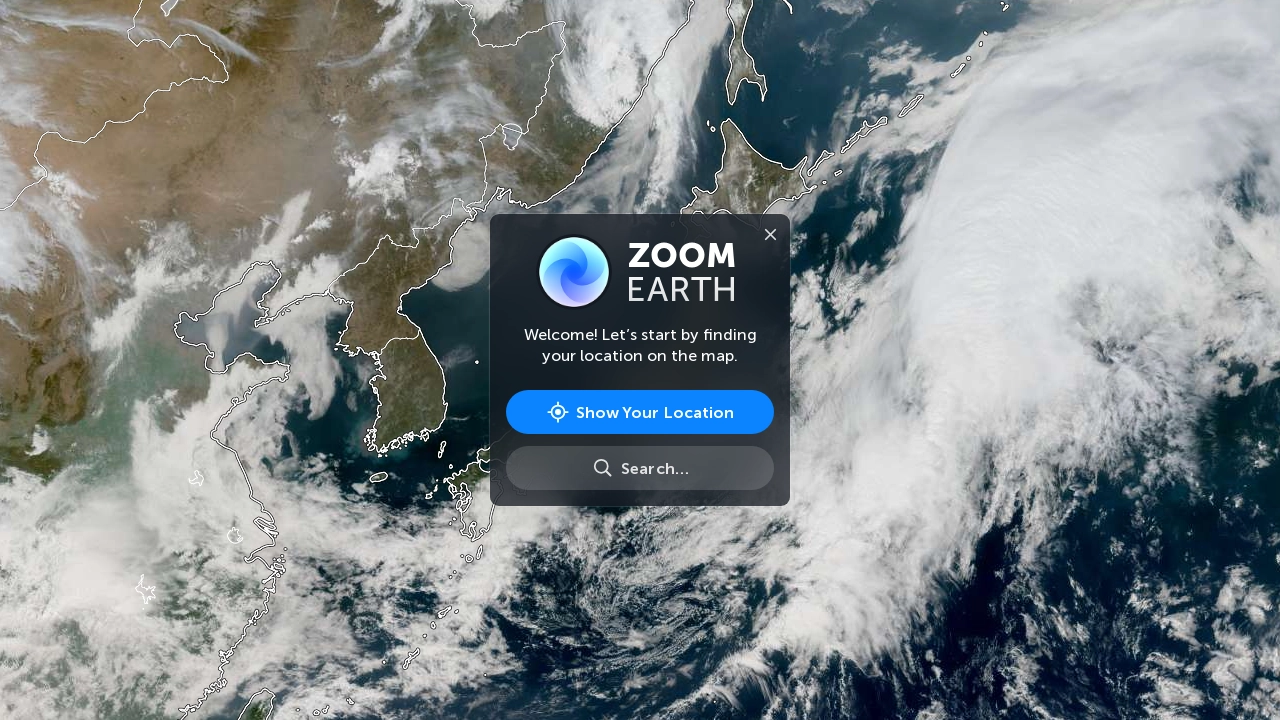 ZOOM
EARTH
Welcome! Let’s start by finding
your location on the map.
Show Your Location
Search…